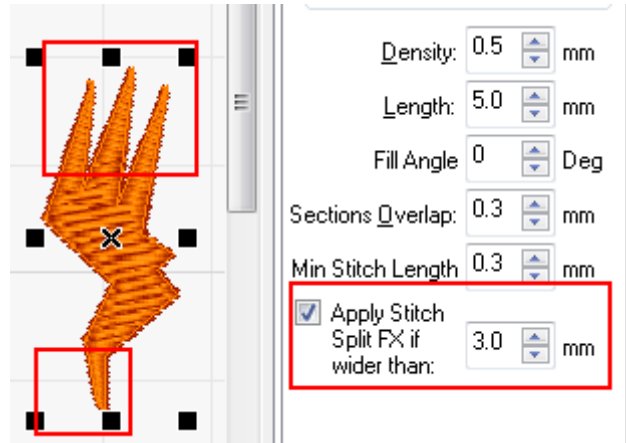 Density: 0.5 mm
Length: 5.0 mm
Fill Angle 0 Deg
Sections Overlap: 0.3 mm
Min Stitch Length 0.3 mm
Apply Stitch
Split FX if
wider than: 3.0 mm